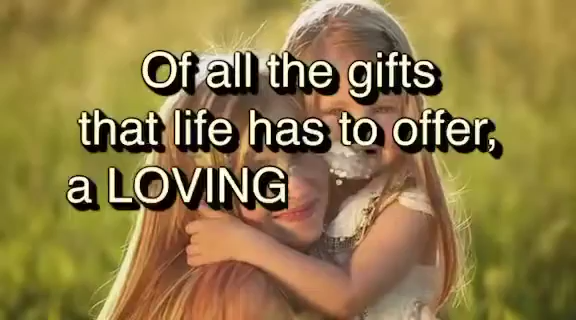 Of all the gifts
that life has to offer,
a LOVING